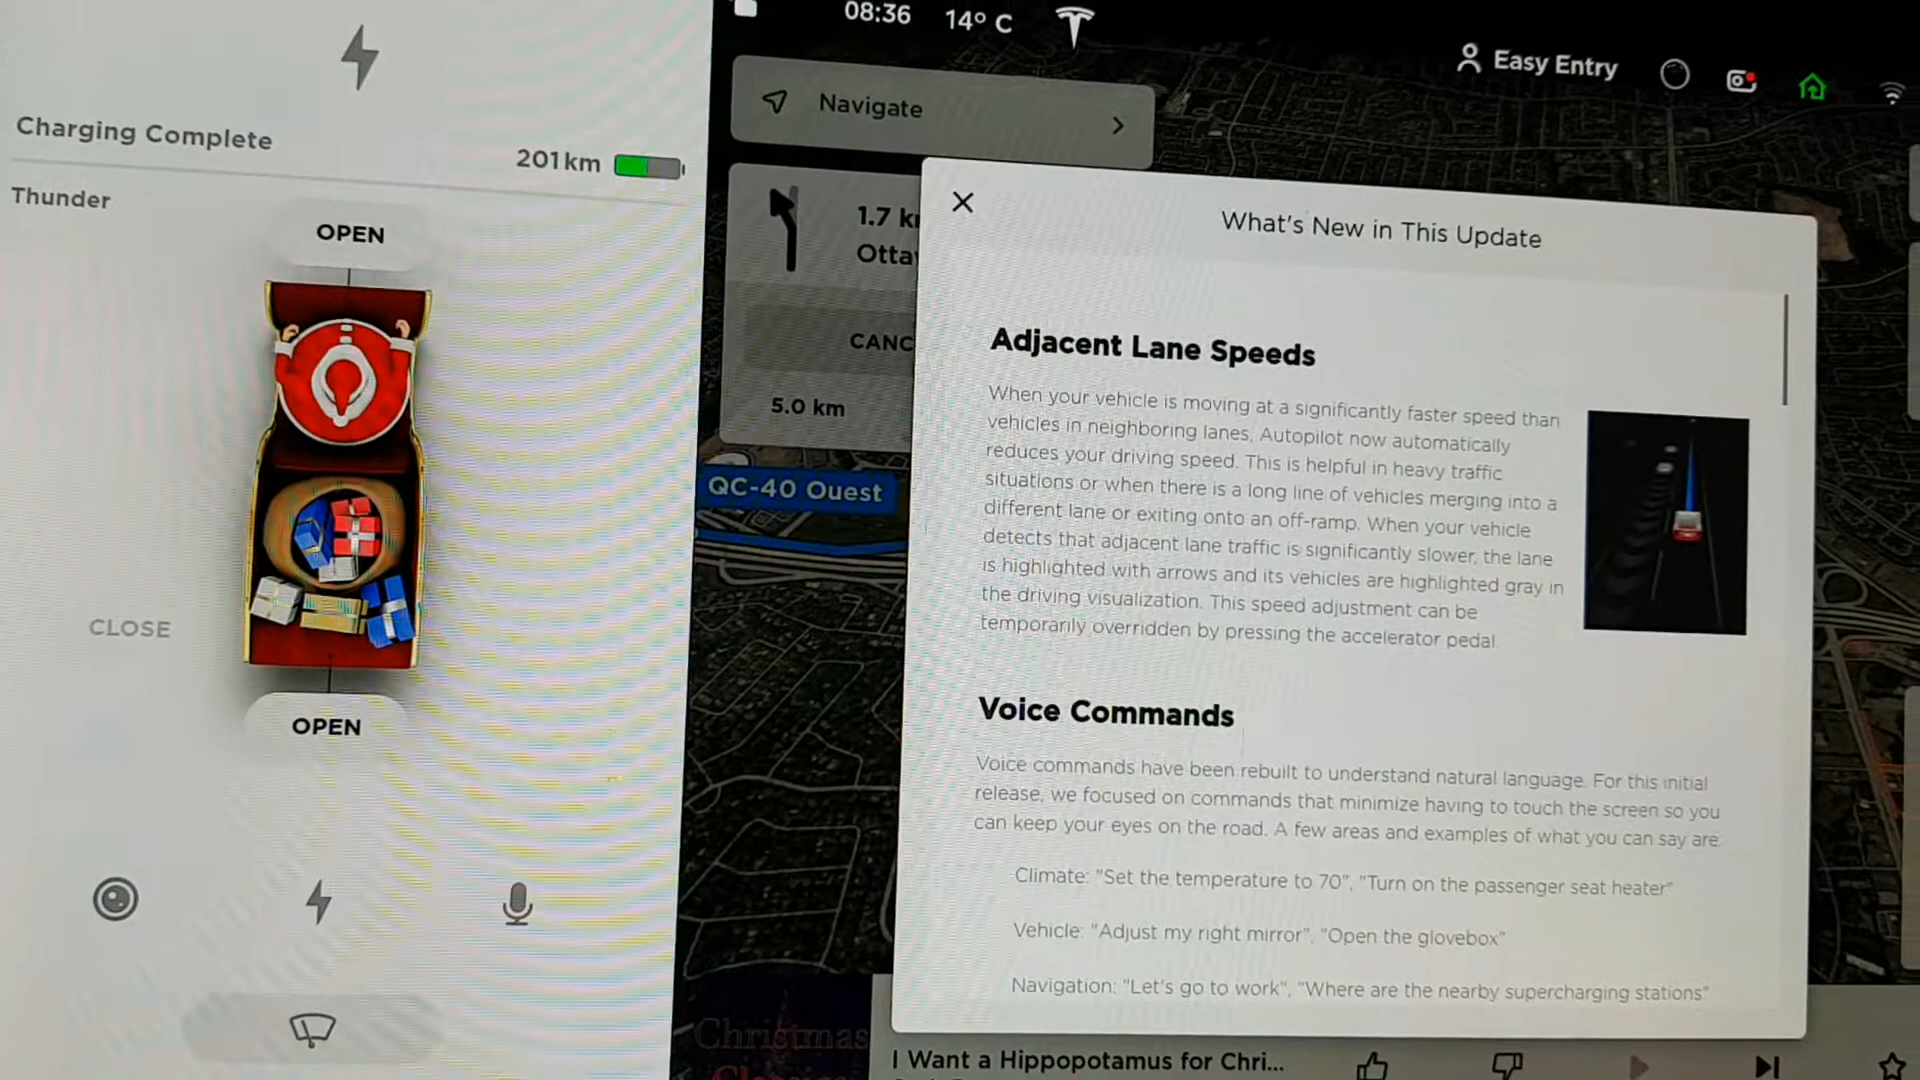 08:36
14° C
Easy Entry
Charging Complete
201 km
Thunder
OPEN
CLOSE
OPEN
Navigate
1.7
CANC
5.0 km
QC-40 Ouest
What's New in This Update
Adjacent Lane Speeds
When your vehicle is moving at a significantly faster speed than
vehicles in neighboring lanes, Autopilot now automatically
reduces your driving speed. This is helpful in heavy traffic
situations or when there is a long line of vehicles merging into a
different lane or exiting onto an off-ramp. When your vehicle
detects that adjacent lane traffic is significantly slower, the lane
is highlighted with arrows and its vehicles are highlighted gray in
the driving visualization. This speed adjustment can be
temporarily overridden by pressing the accelerator pedal.
Voice Commands
Voice commands have been rebuilt to understand natural language. For this initial
release, we focused on commands that minimize having to touch the screen so you
can keep your eyes on the road. A few areas and examples of what you can say are:
Climate: "Set the temperature to 70", "Turn on the passenger seat heater"
Vehicle: "Adjust my right mirror", "Open the glovebox"
Navigation: "Let's go to work", "Where are the nearby supercharging stations"
Christmas
I Want a Hippopotamus for Chri...